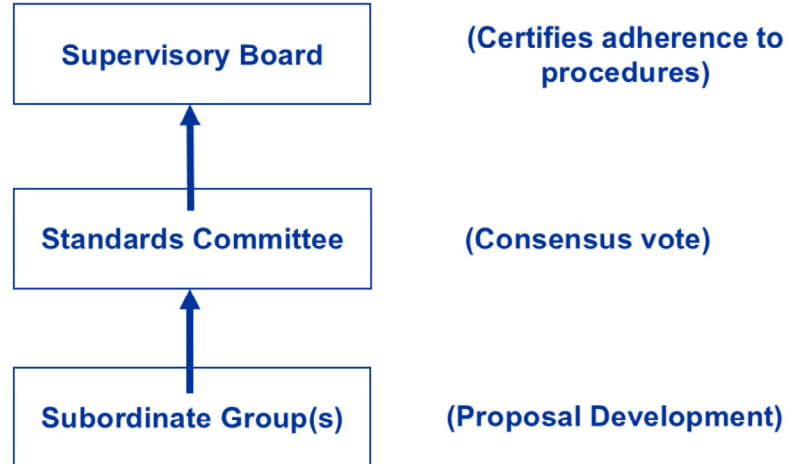 Supervisory Board
(Certifies adherence to
procedures)
Standards Committee
(Consensus vote)
Subordinate Group(s)
(Proposal Development)